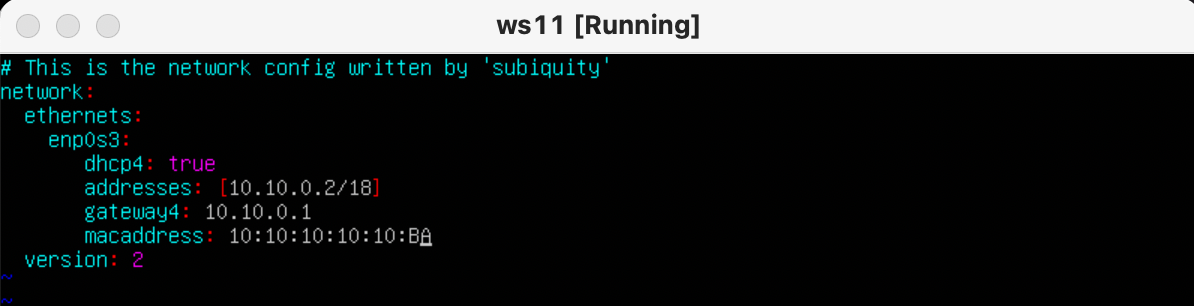 ws11 [Running]
# This is the network config written by 'subiquity'
network:
  ethernets:
    enp0s3:
       dhcp4: true
       addresses: [10.10.0.2/18]
       gateway4: 10.10.0.1
       macaddress: 10:10:10:10:10:BA
  version: 2
~
~